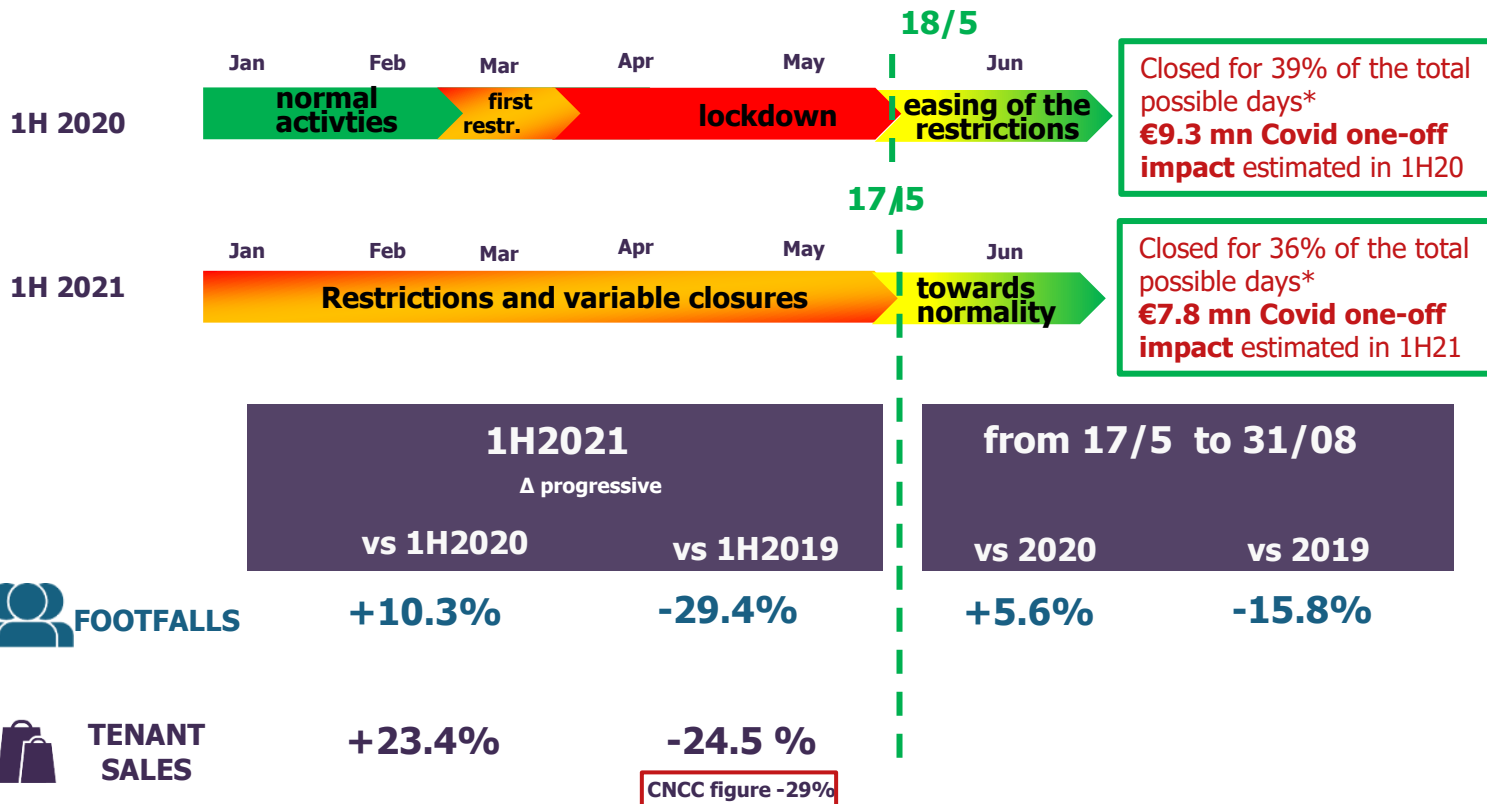 18/5
Jan Feb Mar Apr May Jun
1H 2020
normal
activties
first
restr.
lockdown
easing of the
restrictions
Closed for 39% of the total
possible days*
€9.3 mn Covid one-off
impact estimated in 1H20
17/5
Jan Feb Mar Apr May Jun
1H 2021
Restrictions and variable closures
towards
normality
Closed for 36% of the total
possible days*
€7.8 mn Covid one-off
impact estimated in 1H21
1H2021
Δ progressive
vs 1H2020 vs 1H2019
from 17/5 to 31/08
vs 2020 vs 2019
FOOTFALLS +10.3% -29.4% +5.6% -15.8%
TENANT
SALES
+23.4% -24.5 %
CNCC figure -29%